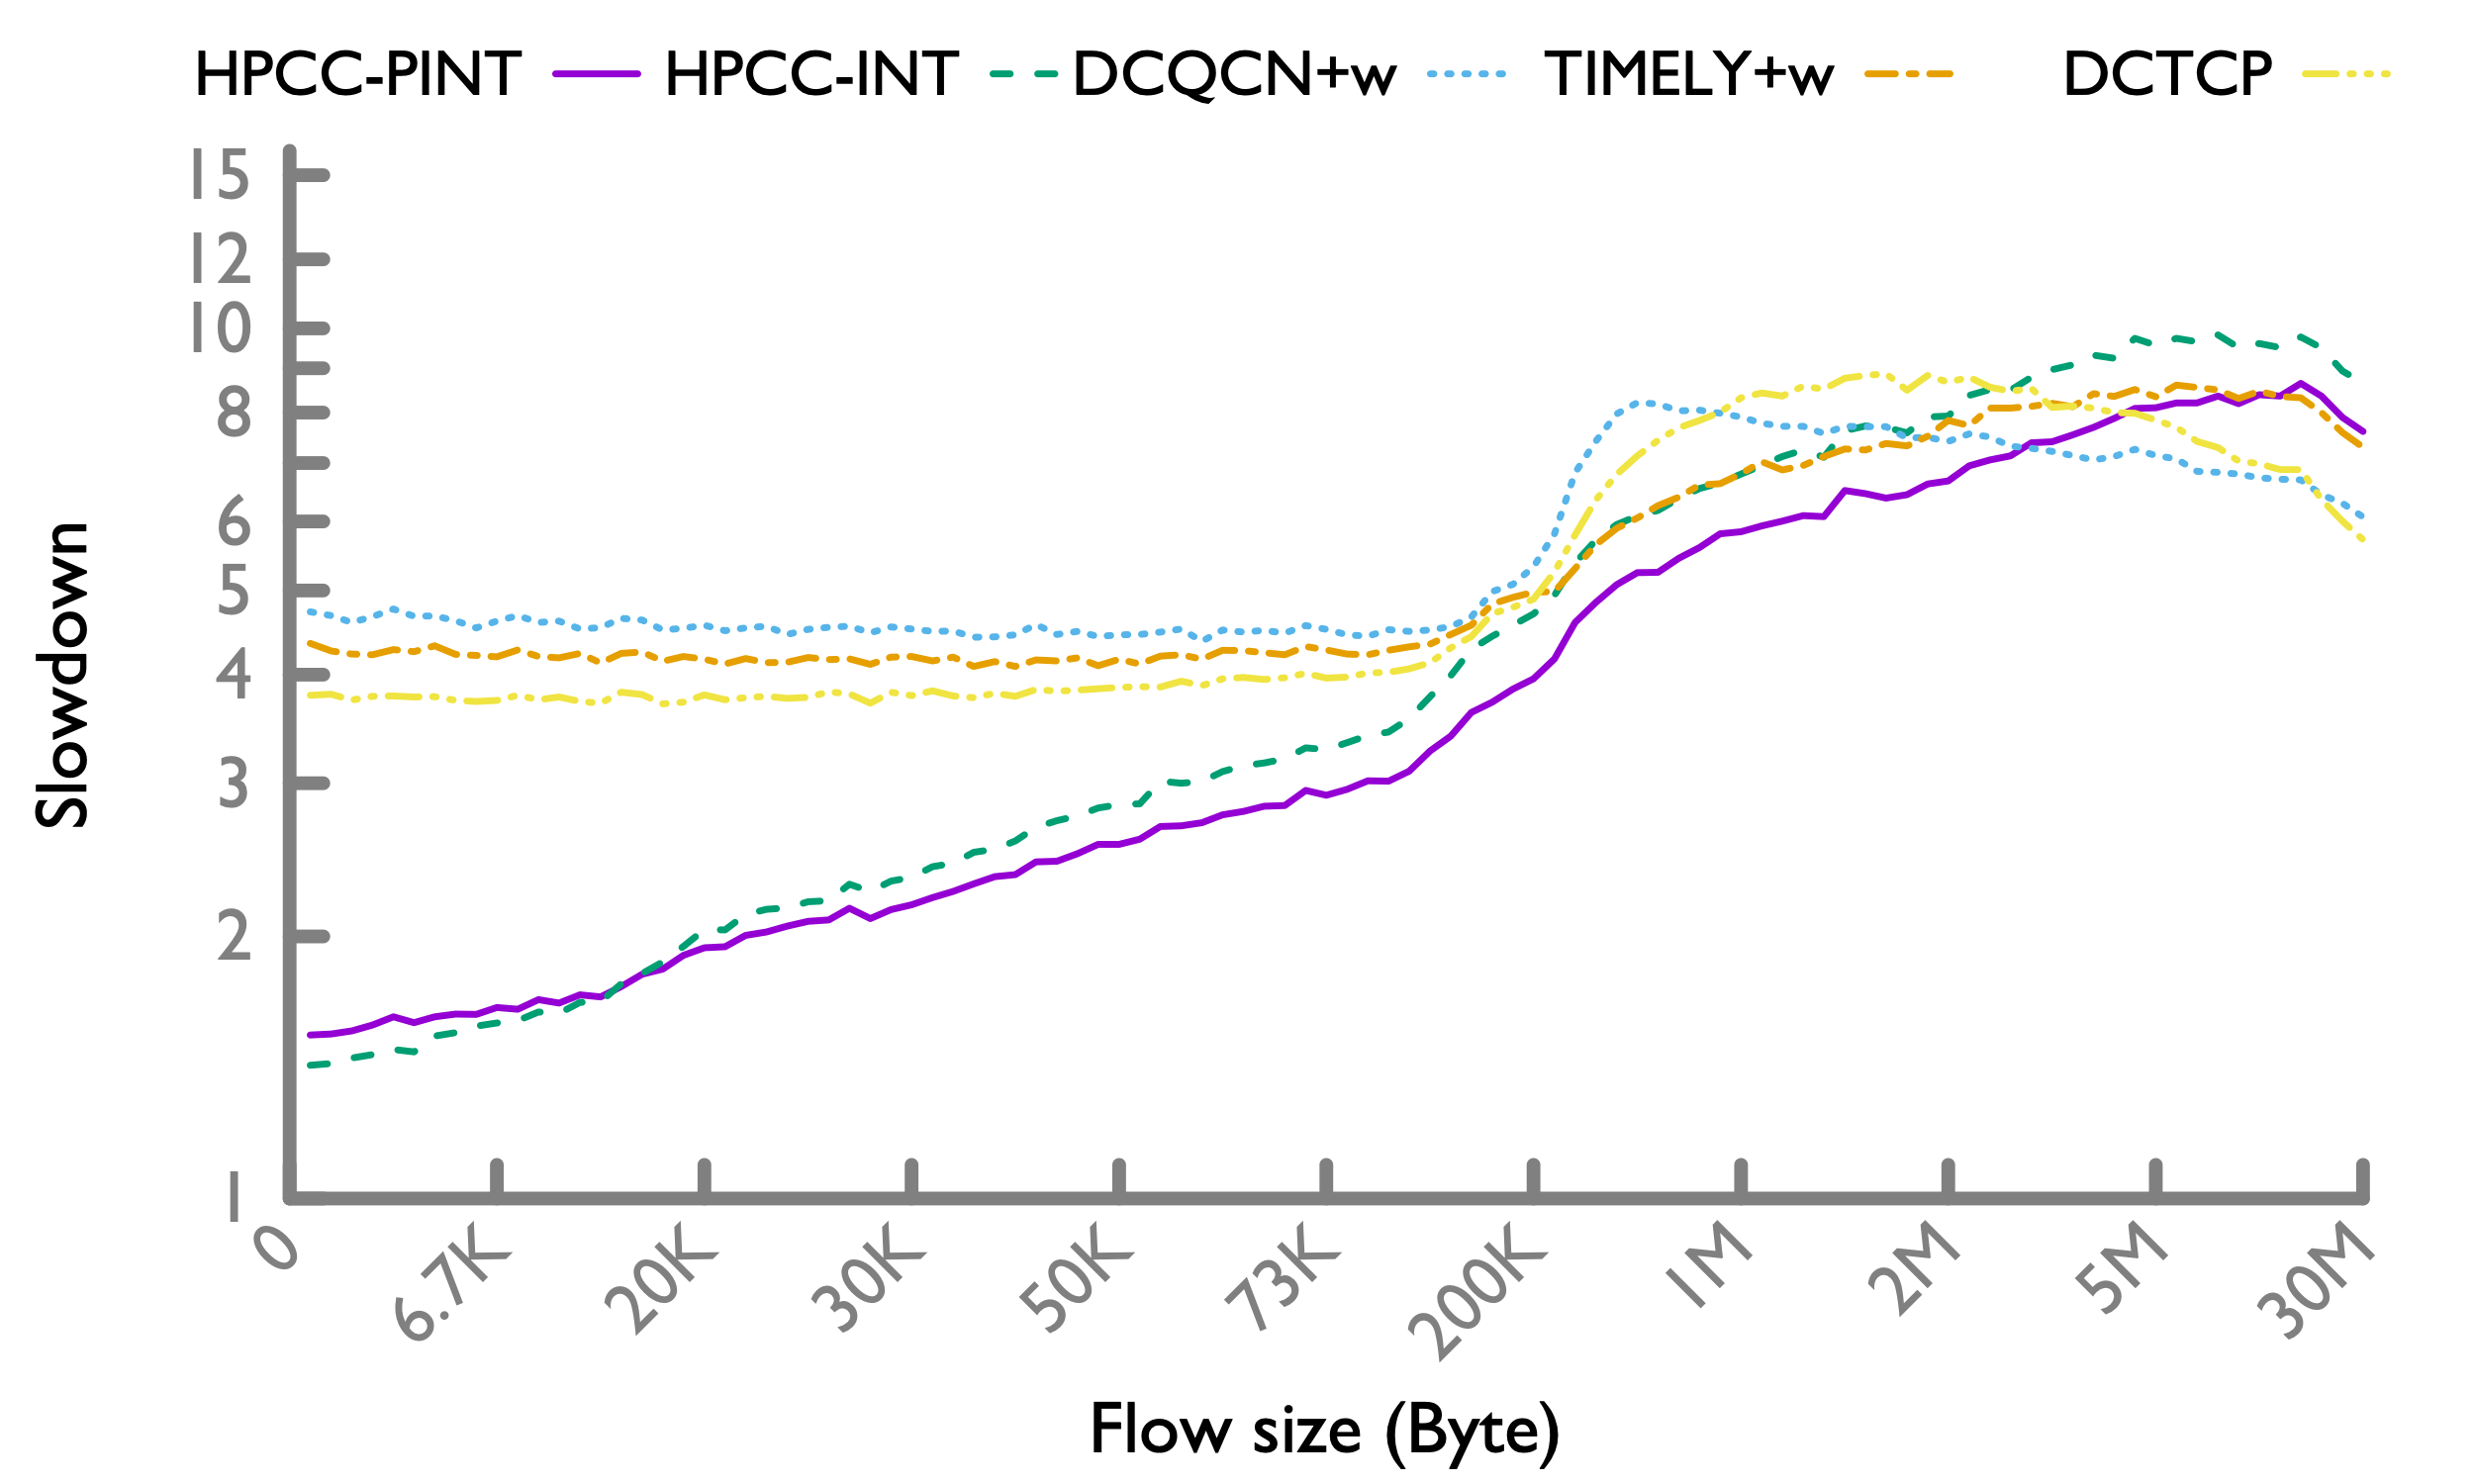 HPCC-PINT HPCC-INT DCQCN+w TIMELY+w DCTCP
15
12
10
8
6
5
4
3
2
1
Slowdown
0 6.7K 20K 30K 50K 73K 200K 1M 2M 5M 30M
Flow size (Byte)